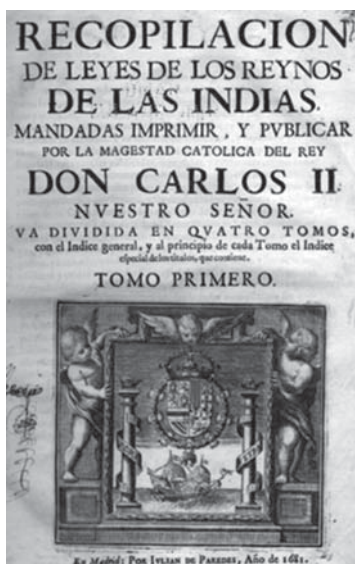 RECOPILACION
DE LEYES DE LOS REYNOS
DE LAS INDIAS.
MANDADAS IMPRIMIR, Y PVBLICAR
POR LA MAGESTAD CATOLICA DEL REY
DON CARLOS II.
NVESTRO SEÑOR.
VA DIVIDIDA EN QVATRO TOMOS,
con el Indice general, y al principio de cada Tomo el Indice
especial de los titulos, que contiene.
TOMO PRIMERO.
En Madrid: POR IVLIAN DE PAREDES, Año de 1681.